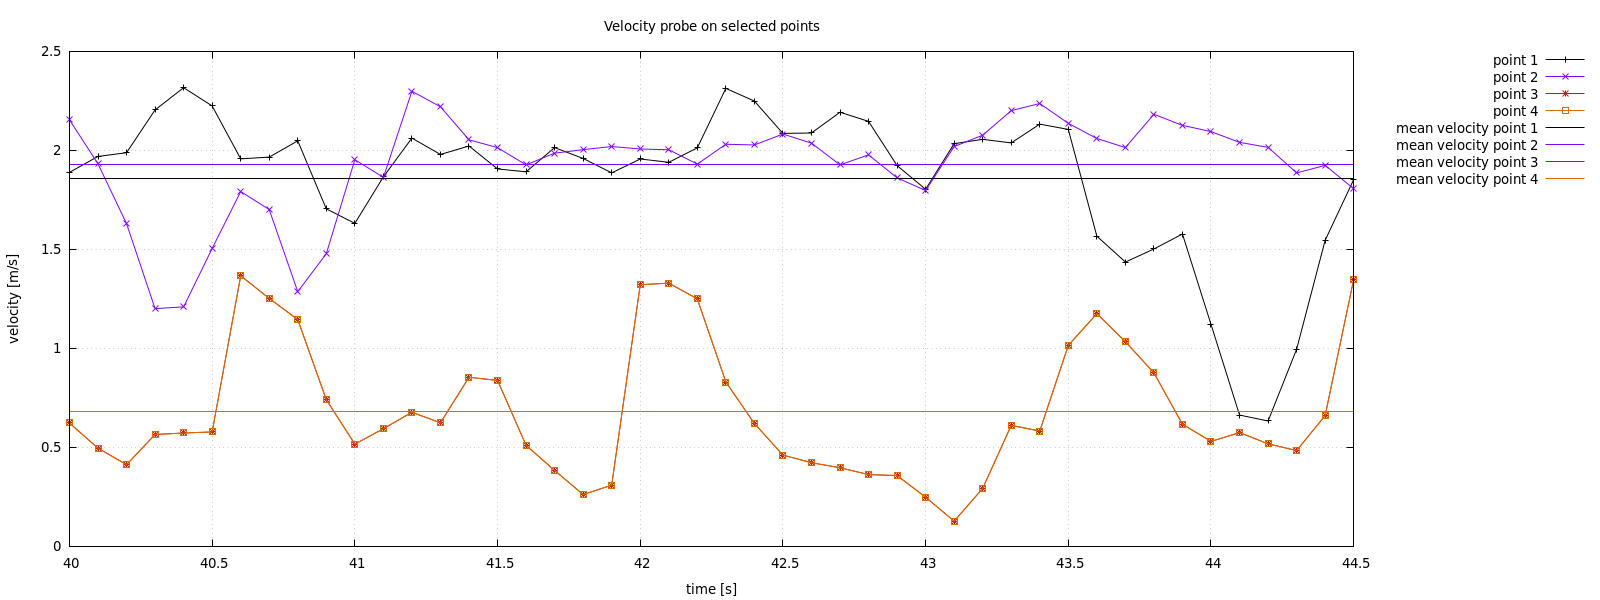 Velocity probe on selected points
point 1
point 2
point 3
point 4
mean velocity point 1
mean velocity point 2
mean velocity point 3
mean velocity point 4
2.5
2
1.5
1
0.5
0
velocity [m/s]
40 40.5 41 41.5 42 42.5 43 43.5 44 44.5
time [s]